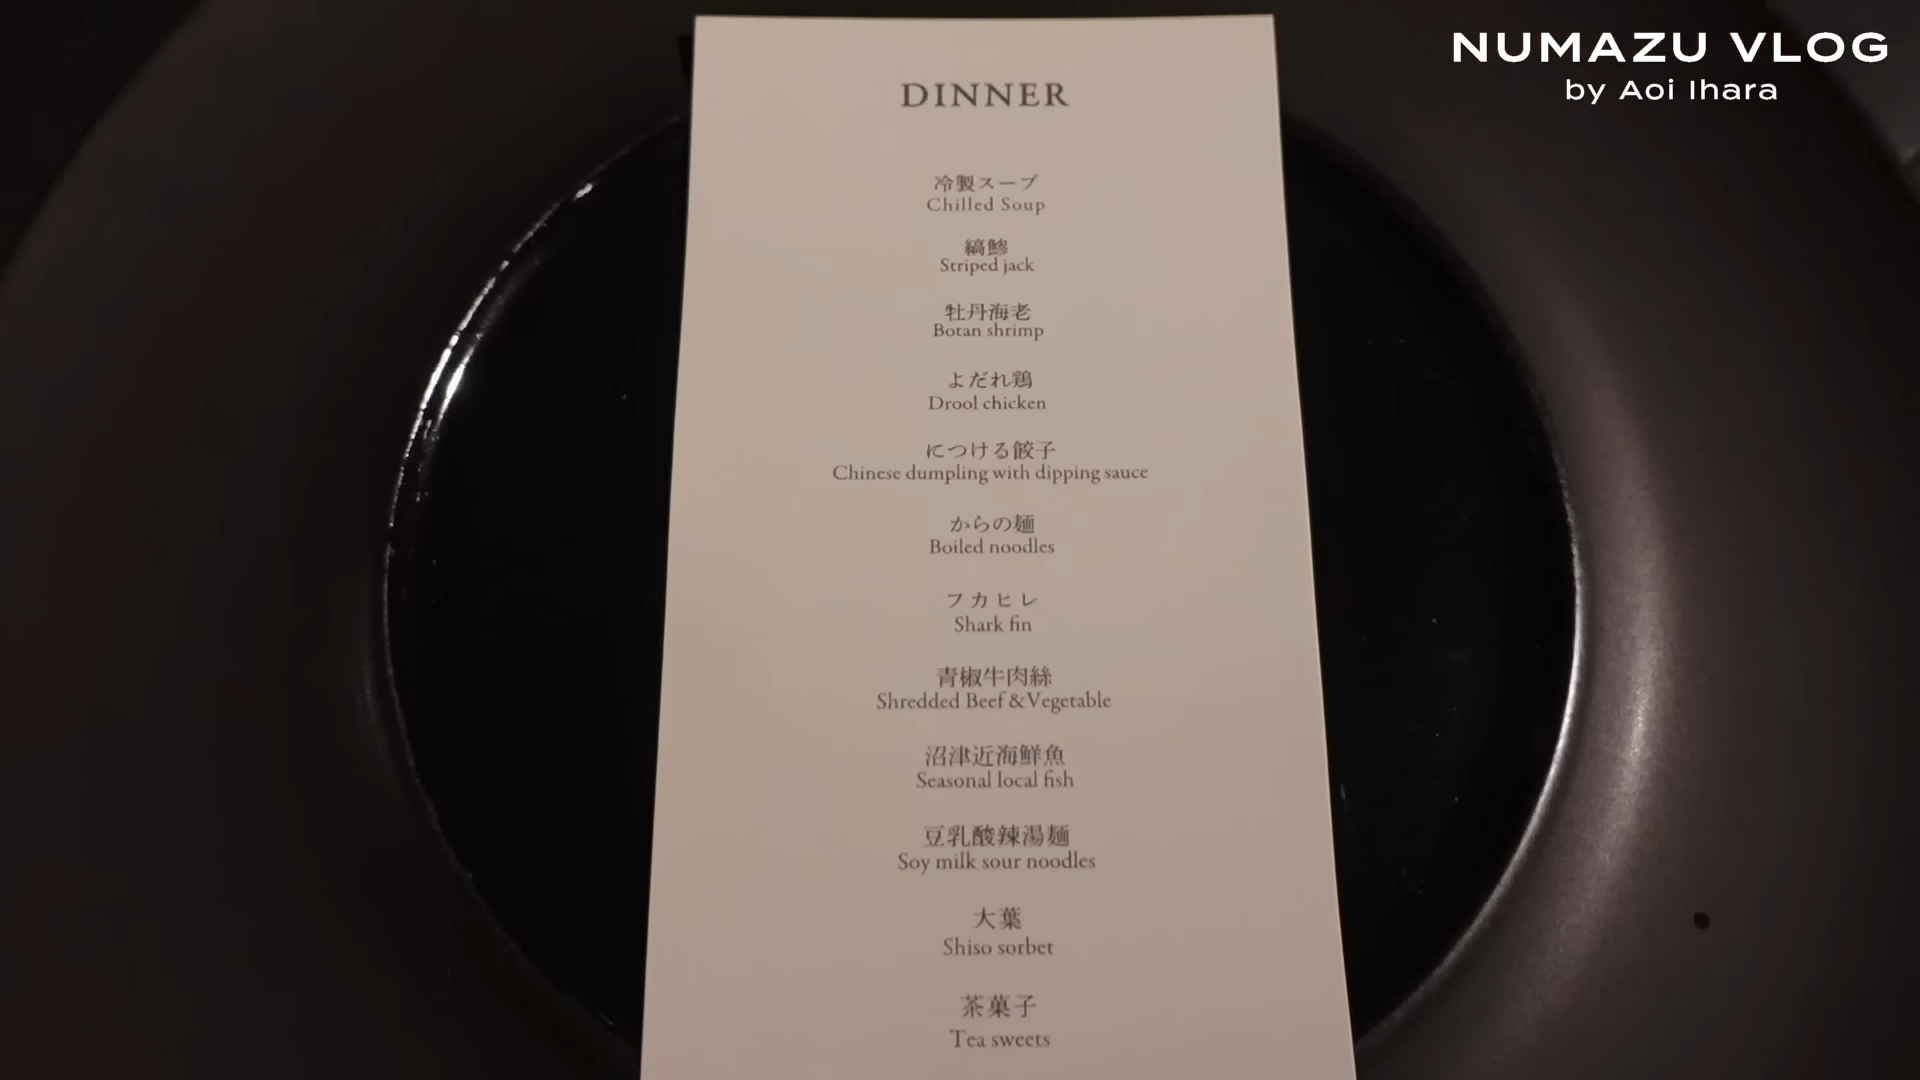 NUMAZU VLOG
by Aoi Ihara
DINNER
冷製スープ
Chilled Soup
縞鯵
Striped jack
牡丹海老
Botan shrimp
よだれ鶏
Drool chicken
につける餃子
Chinese dumpling with dipping sauce
からの麺
Boiled noodles
フカヒレ
Shark fin
青椒牛肉絲
Shredded Beef &Vegetable
沼津近海鮮魚
Seasonal local fish
豆乳酸辣湯麺
Soy milk sour noodles
大葉
Shiso sorbet
茶菓子
Tea sweets